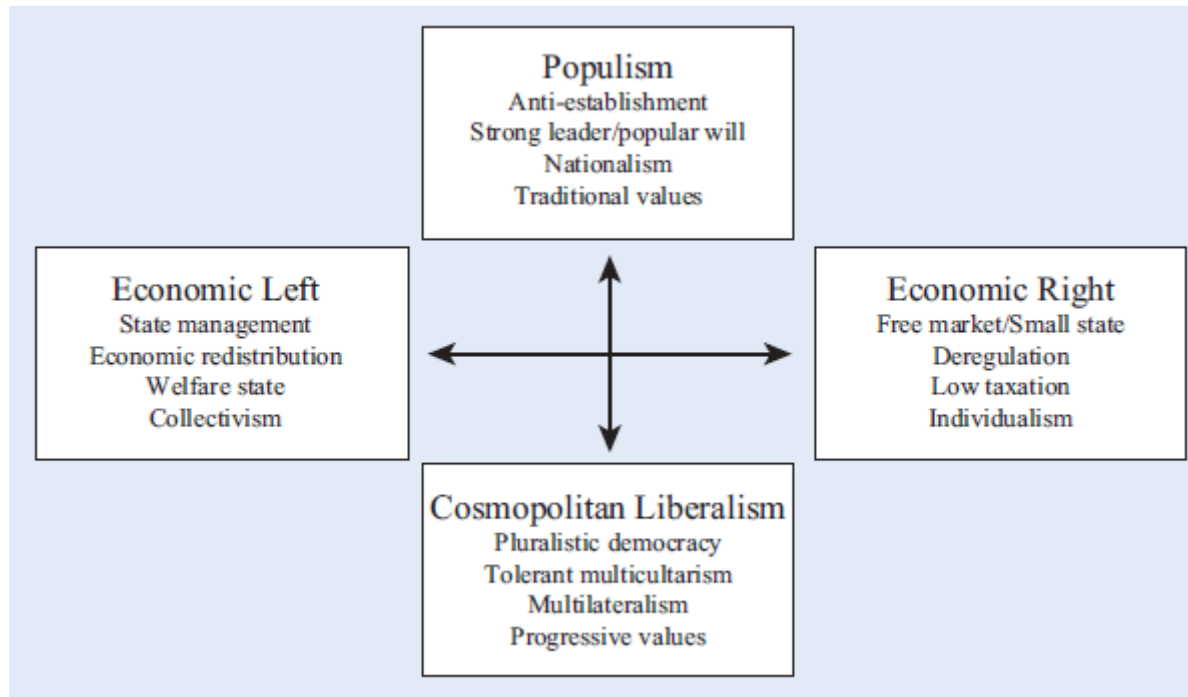 Populism
Anti-establishment
Strong leader/popular will
Nationalism
Traditional values
Economic Left
State management
Economic redistribution
Welfare state
Collectivism
Economic Right
Free market/Small state
Deregulation
Low taxation
Individualism
Cosmopolitan Liberalism
Pluralistic democracy
Tolerant multicultarism
Multilateralism
Progressive values